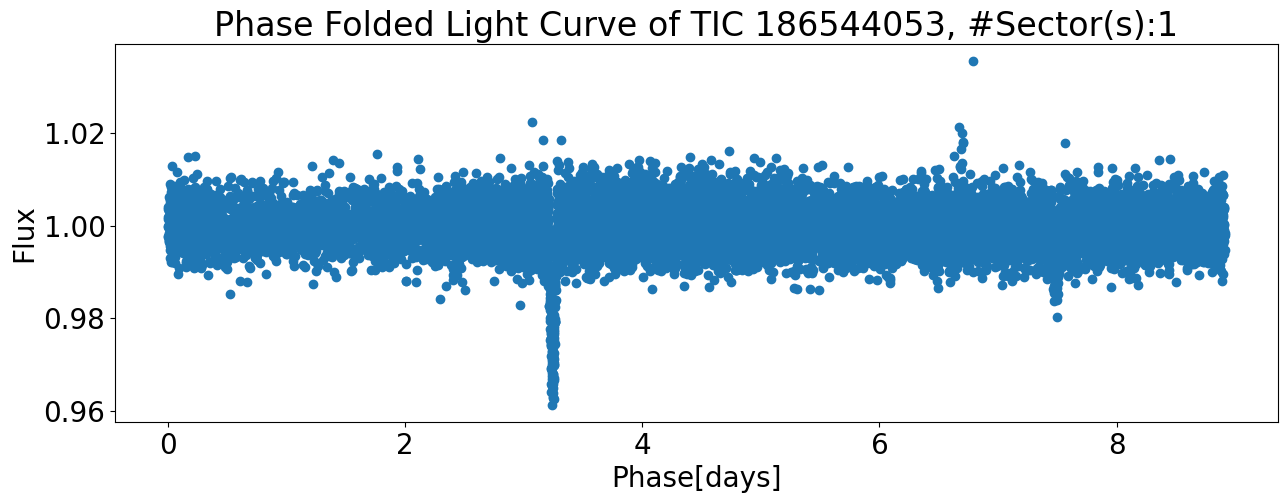 Phase Folded Light Curve of TIC 186544053, #Sector(s):1
1.02
1.00
0.98
0.96
Flux
0 2 4 6 8
Phase[days]